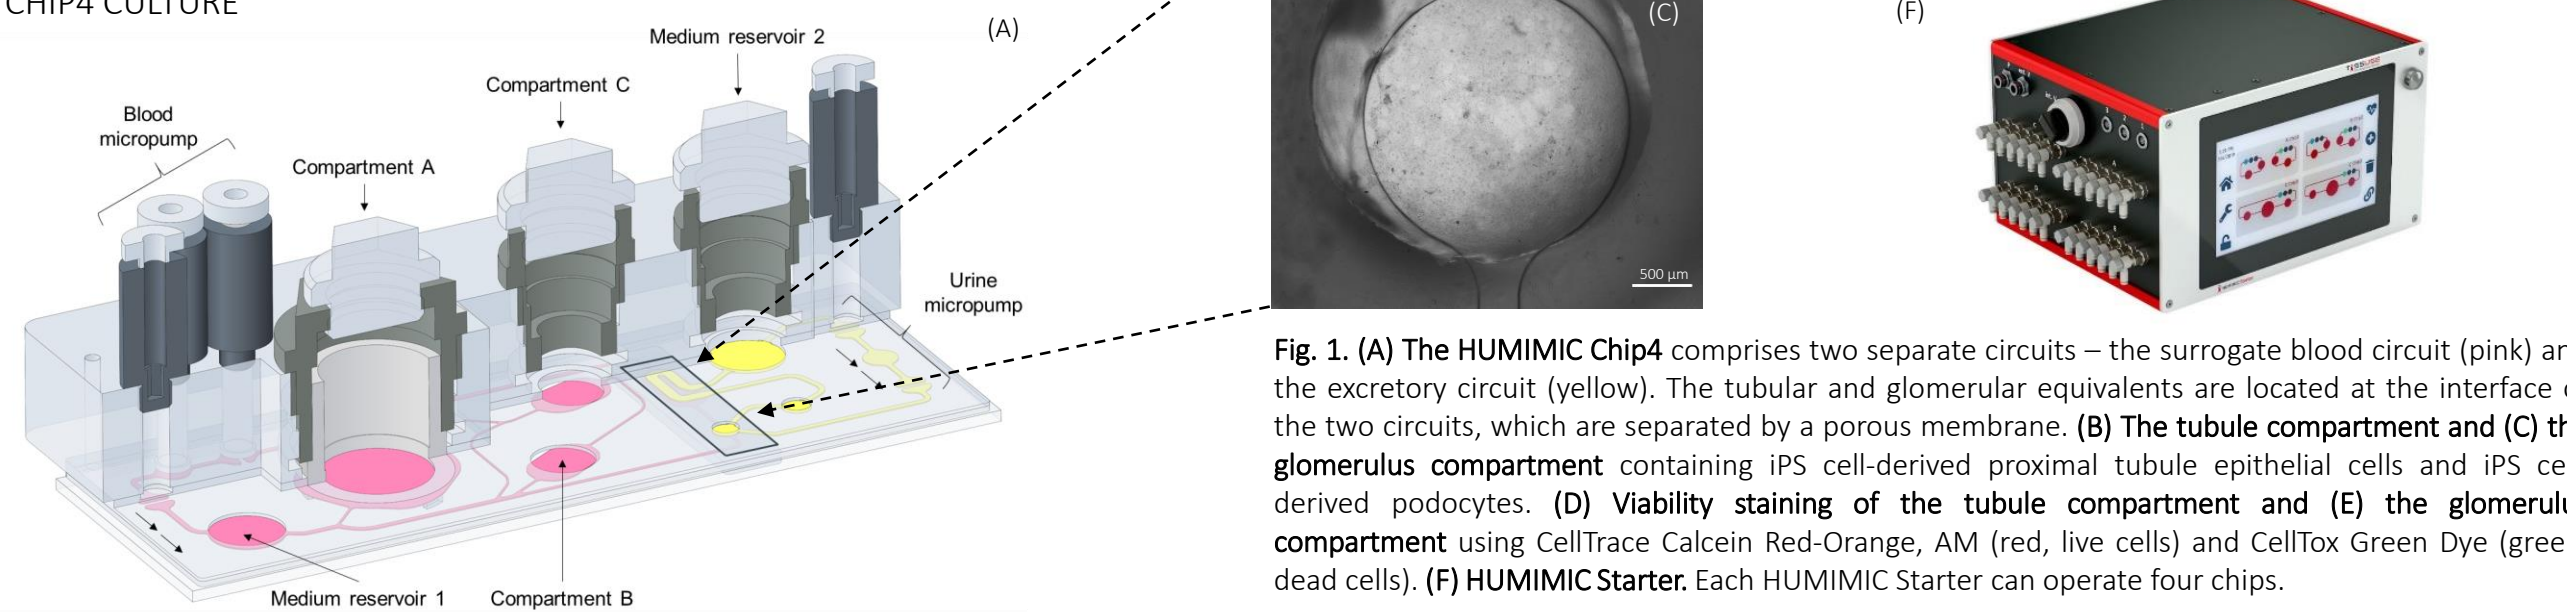 CHIP4 CULTURE
(A)
Medium reservoir 2
Compartment C
Blood
micropump
Compartment A
Urine
micropump
Medium reservoir 1
Compartment B
(C)
500 µm
(F)
TISSUSE
Fig. 1. (A) The HUMIMIC Chip4 comprises two separate circuits – the surrogate blood circuit (pink) an
the excretory circuit (yellow). The tubular and glomerular equivalents are located at the interface o
the two circuits, which are separated by a porous membrane. (B) The tubule compartment and (C) th
glomerulus compartment containing iPS cell-derived proximal tubule epithelial cells and iPS ce
derived podocytes. (D) Viability staining of the tubule compartment and (E) the glomerulu
compartment using CellTrace Calcein Red-Orange, AM (red, live cells) and CellTox Green Dye (gree
dead cells). (F) HUMIMIC Starter. Each HUMIMIC Starter can operate four chips.